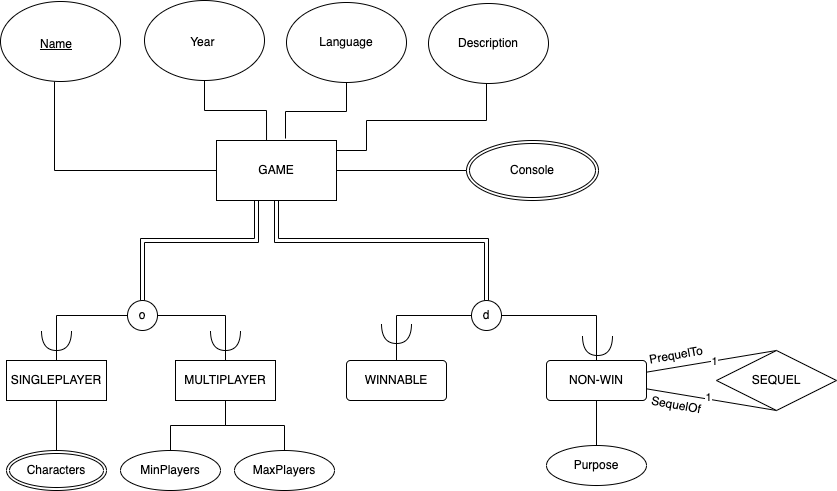 Name
Year
Language
Description
GAME
Console
o
d
SINGLEPLAYER
MULTIPLAYER
WINNABLE
NON-WIN
PrequelTo
1
SEQUEL
SequelOf
1
Characters
MinPlayers
MaxPlayers
Purpose